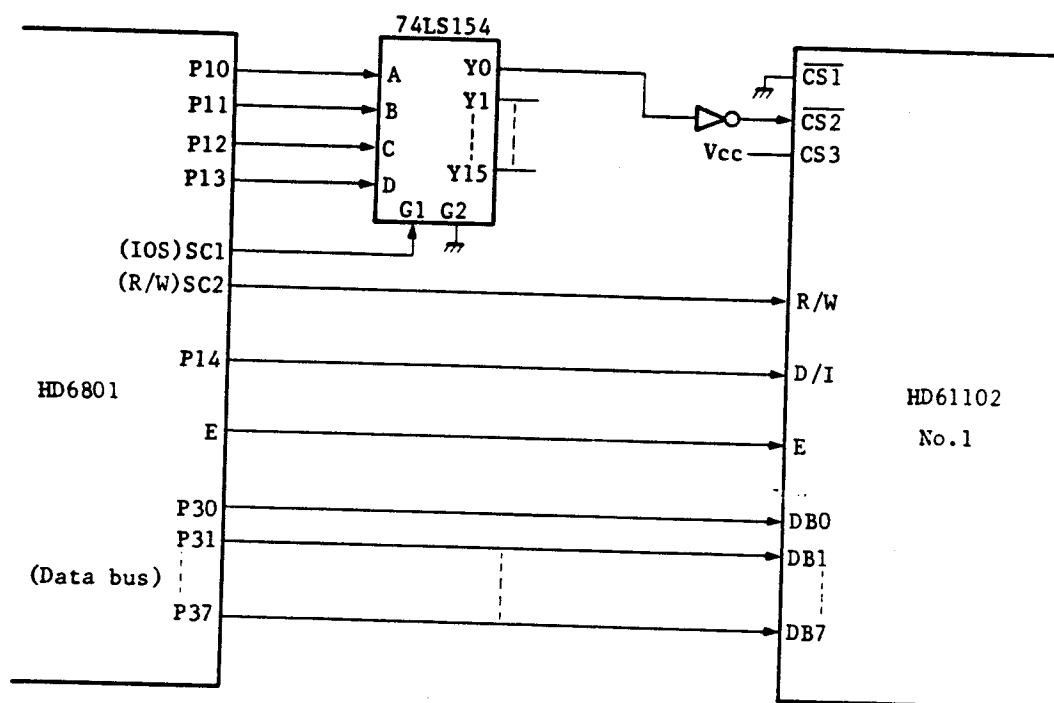 74LS154
P10
P11
P12
P13
A
B
C
D
Y0
Y1
Y15
G1 G2
(IOS)SC1
(R/W)SC2
P14
HD6801
E
P30
P31
(Data bus)
P37
CS1
CS2
Vcc
CS3
R/W
D/I
HD61102
No.1
E
DB0
DB1
DB7